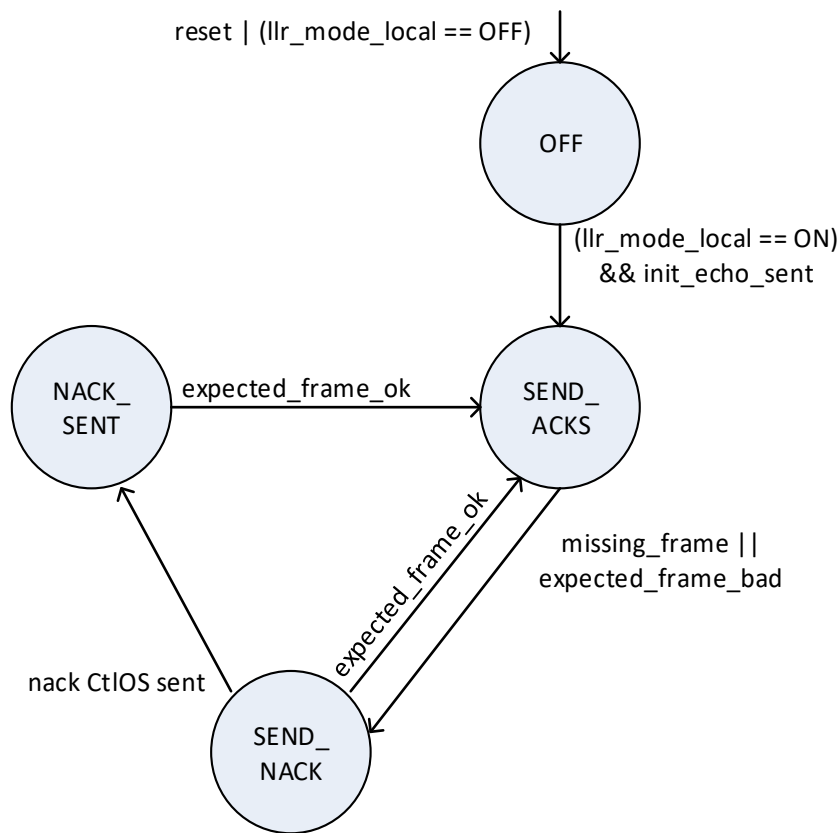 reset | (llr_mode_local == OFF)
OFF
(llr_mode_local == ON)
&& init_echo_sent
NACK_
SENT
expected_frame_ok
SEND_
ACKS
expected_frame_ok
missing_frame ||
expected_frame_bad
nack CtlOS sent
SEND_
NACK